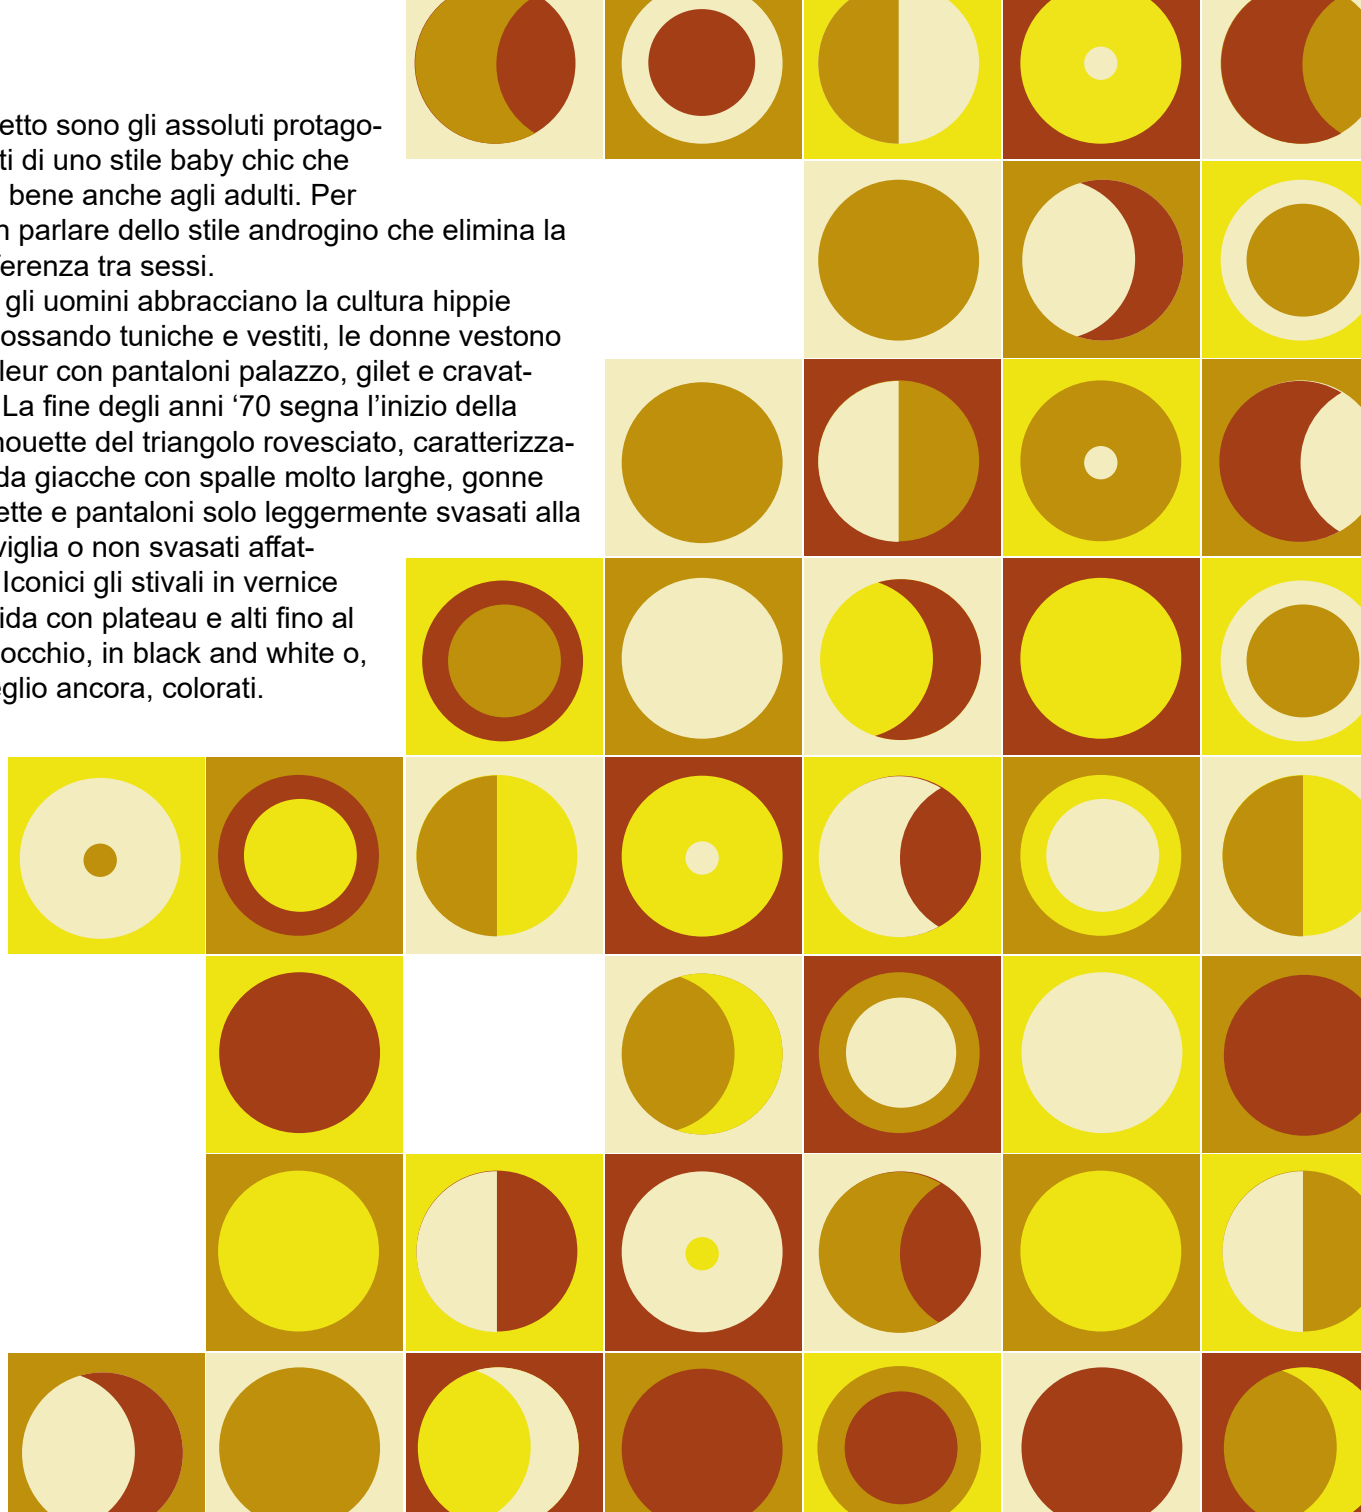 etto sono gli assoluti protago-
ti di uno stile baby chic che
bene anche agli adulti. Per
n parlare dello stile androgino che elimina la
ferenza tra sessi.
gli uomini abbracciano la cultura hippie
ossando tuniche e vestiti, le donne vestono
lleur con pantaloni palazzo, gilet e cravat-
La fine degli anni ‘70 segna l’inizio della
houette del triangolo rovesciato, caratterizza-
da giacche con spalle molto larghe, gonne
ette e pantaloni solo leggermente svasati alla
viglia o non svasati affat-
Iconici gli stivali in vernice
ida con plateau e alti fino al
occhio, in black and white o,
eglio ancora, colorati.